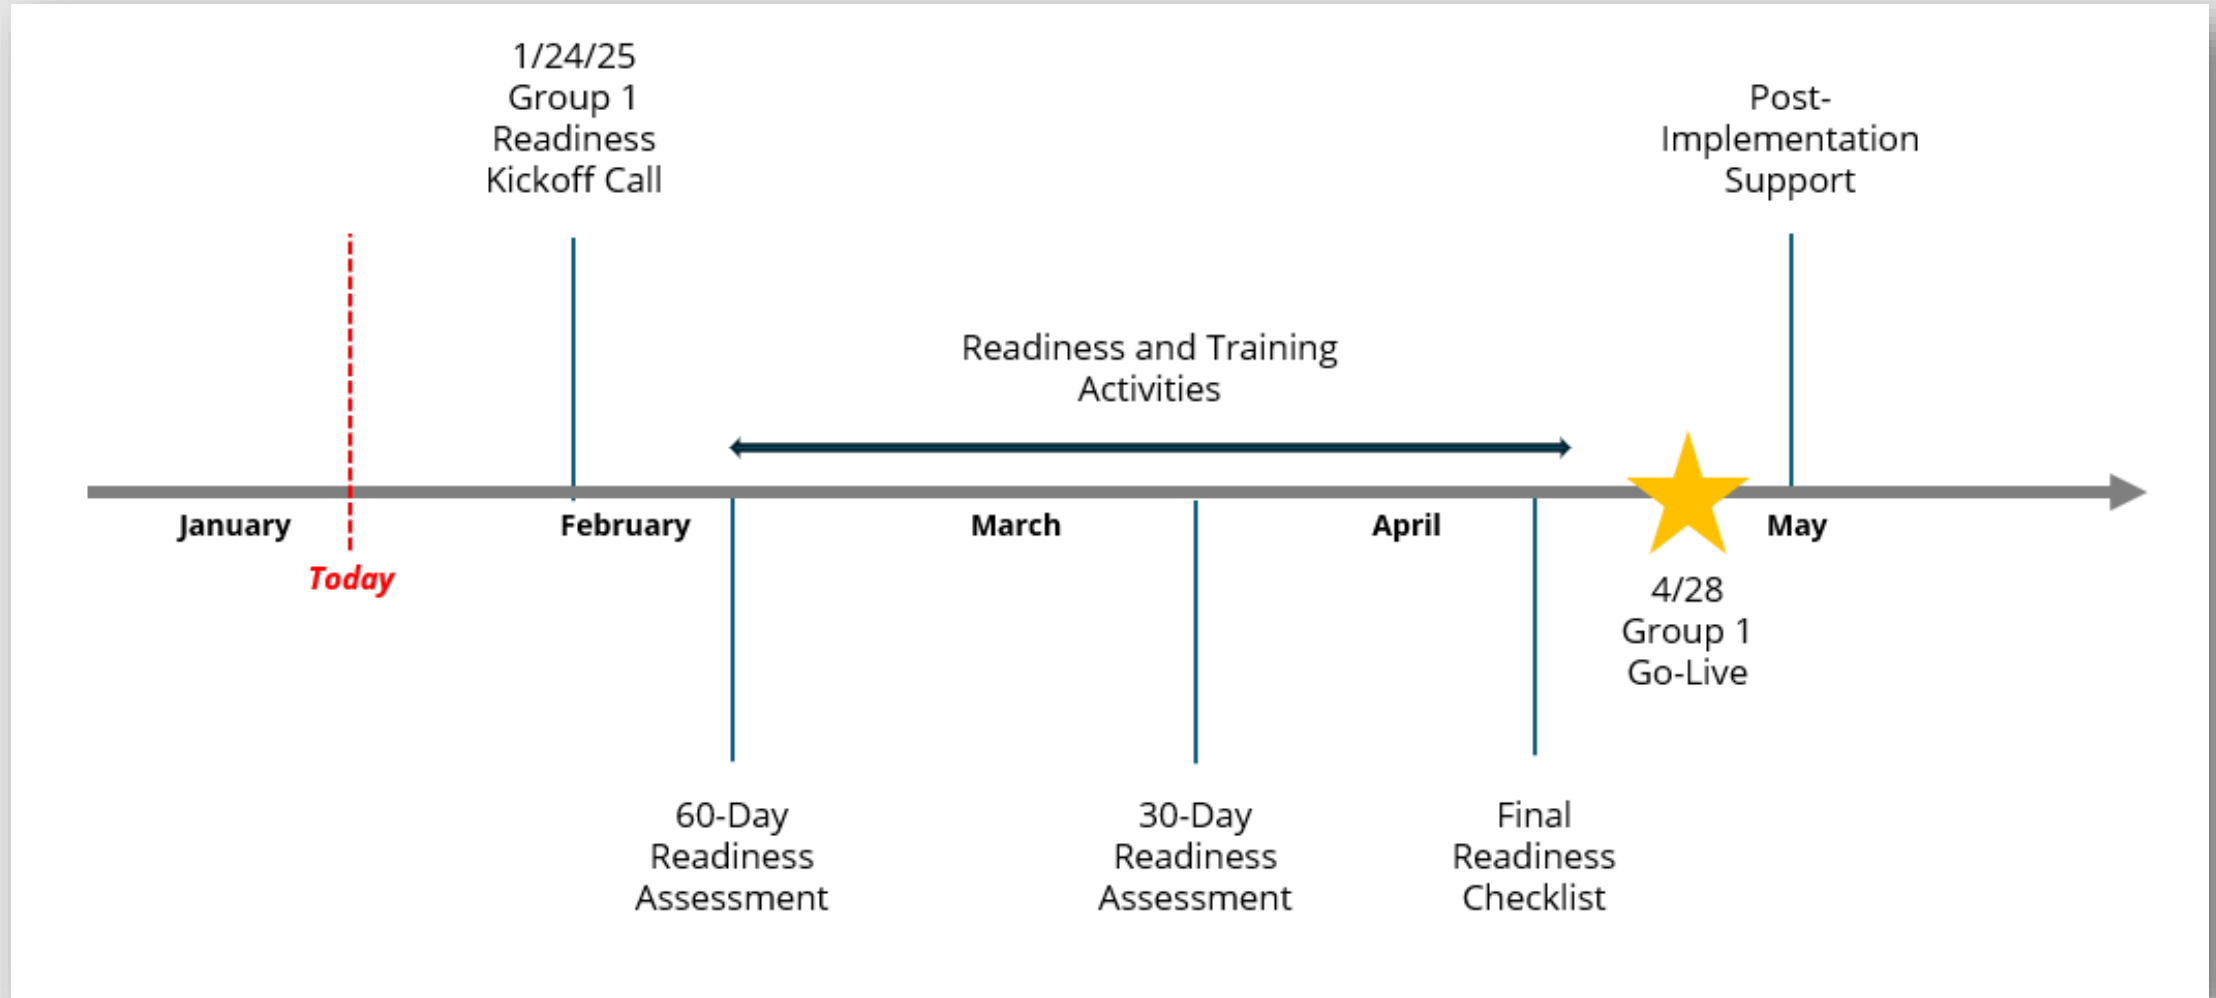 1/24/25
Group 1
Readiness
Kickoff Call
Post-
Implementation
Support
Readiness and Training
Activities
January
February
March
April
May
Today
4/28
Group 1
Go-Live
60-Day
Readiness
Assessment
30-Day
Readiness
Assessment
Final
Readiness
Checklist